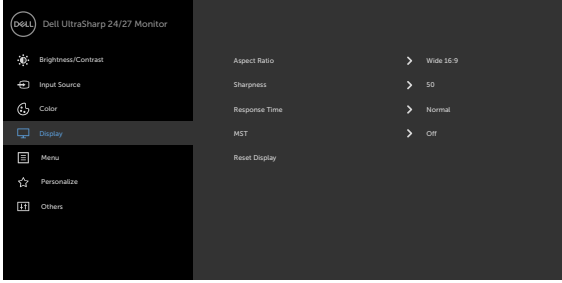 DELL Dell UltraSharp 24/27 Monitor
Brightness/Contrast
Input Source
Color
Display
Menu
Personalize
Others
Aspect Ratio Wide 16:9
Sharpness 50
Response Time Normal
MST Off
Reset Display